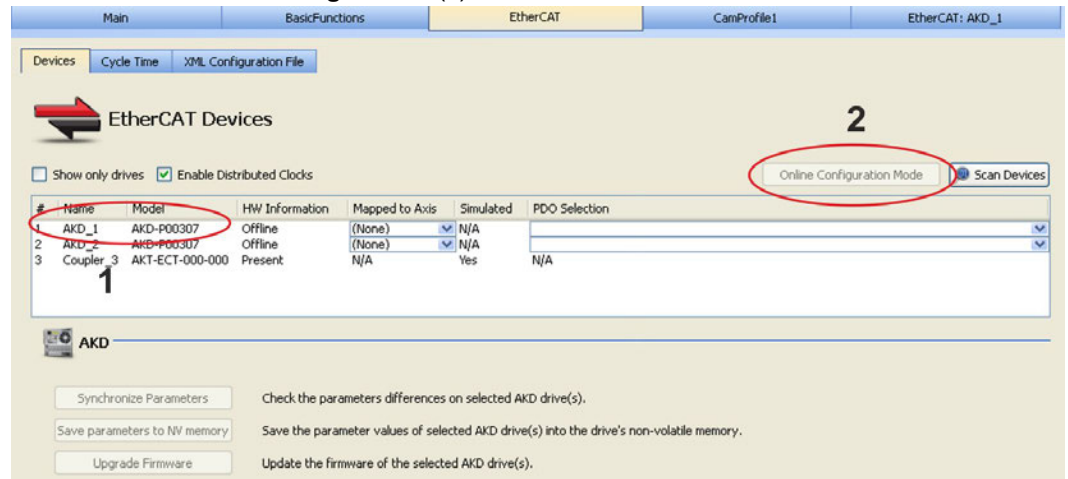 Main BasicFunctions EtherCAT CamProfile1 EtherCAT: AKD_1
Devices Cycle Time XML Configuration File
EtherCAT Devices
2
Show only drives Enable Distributed Clocks Online Configuration Mode Scan Devices
# Name Model HW Information Mapped to Axis Simulated PDO Selection
1 AKD_1 AKD-P00307 Offline (None) N/A
2 AKD_2 AKD-P00307 Offline (None) N/A
3 Coupler_3 AKT-ECT-000-000 Present N/A Yes N/A
1
AKD
Synchronize Parameters Check the parameters differences on selected AKD drive(s).
Save parameters to NV memory Save the parameter values of selected AKD drive(s) into the drive's non-volatile memory.
Upgrade Firmware Update the firmware of the selected AKD drive(s).